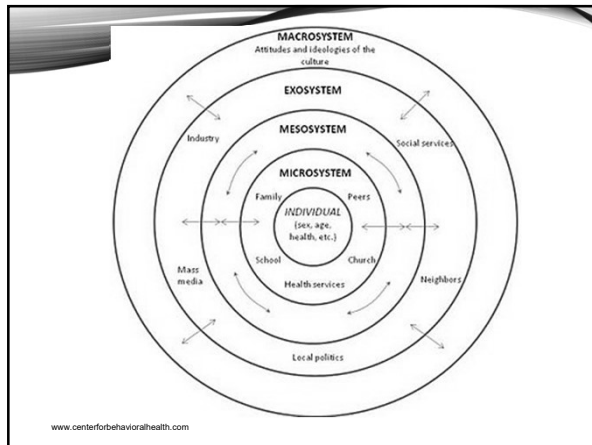 MACROSYSTEM
Attitudes and ideologies of the
culture
EXOSYSTEM
MESOSYSTEM
Industry
Social services
MICROSYSTEM
Family
Peers
INDIVIDUAL
(sex, age,
health, etc.)
School
Church
Mass
media
Health services
Neighbors
Local politics
www.centerforbehavioralhealth.com